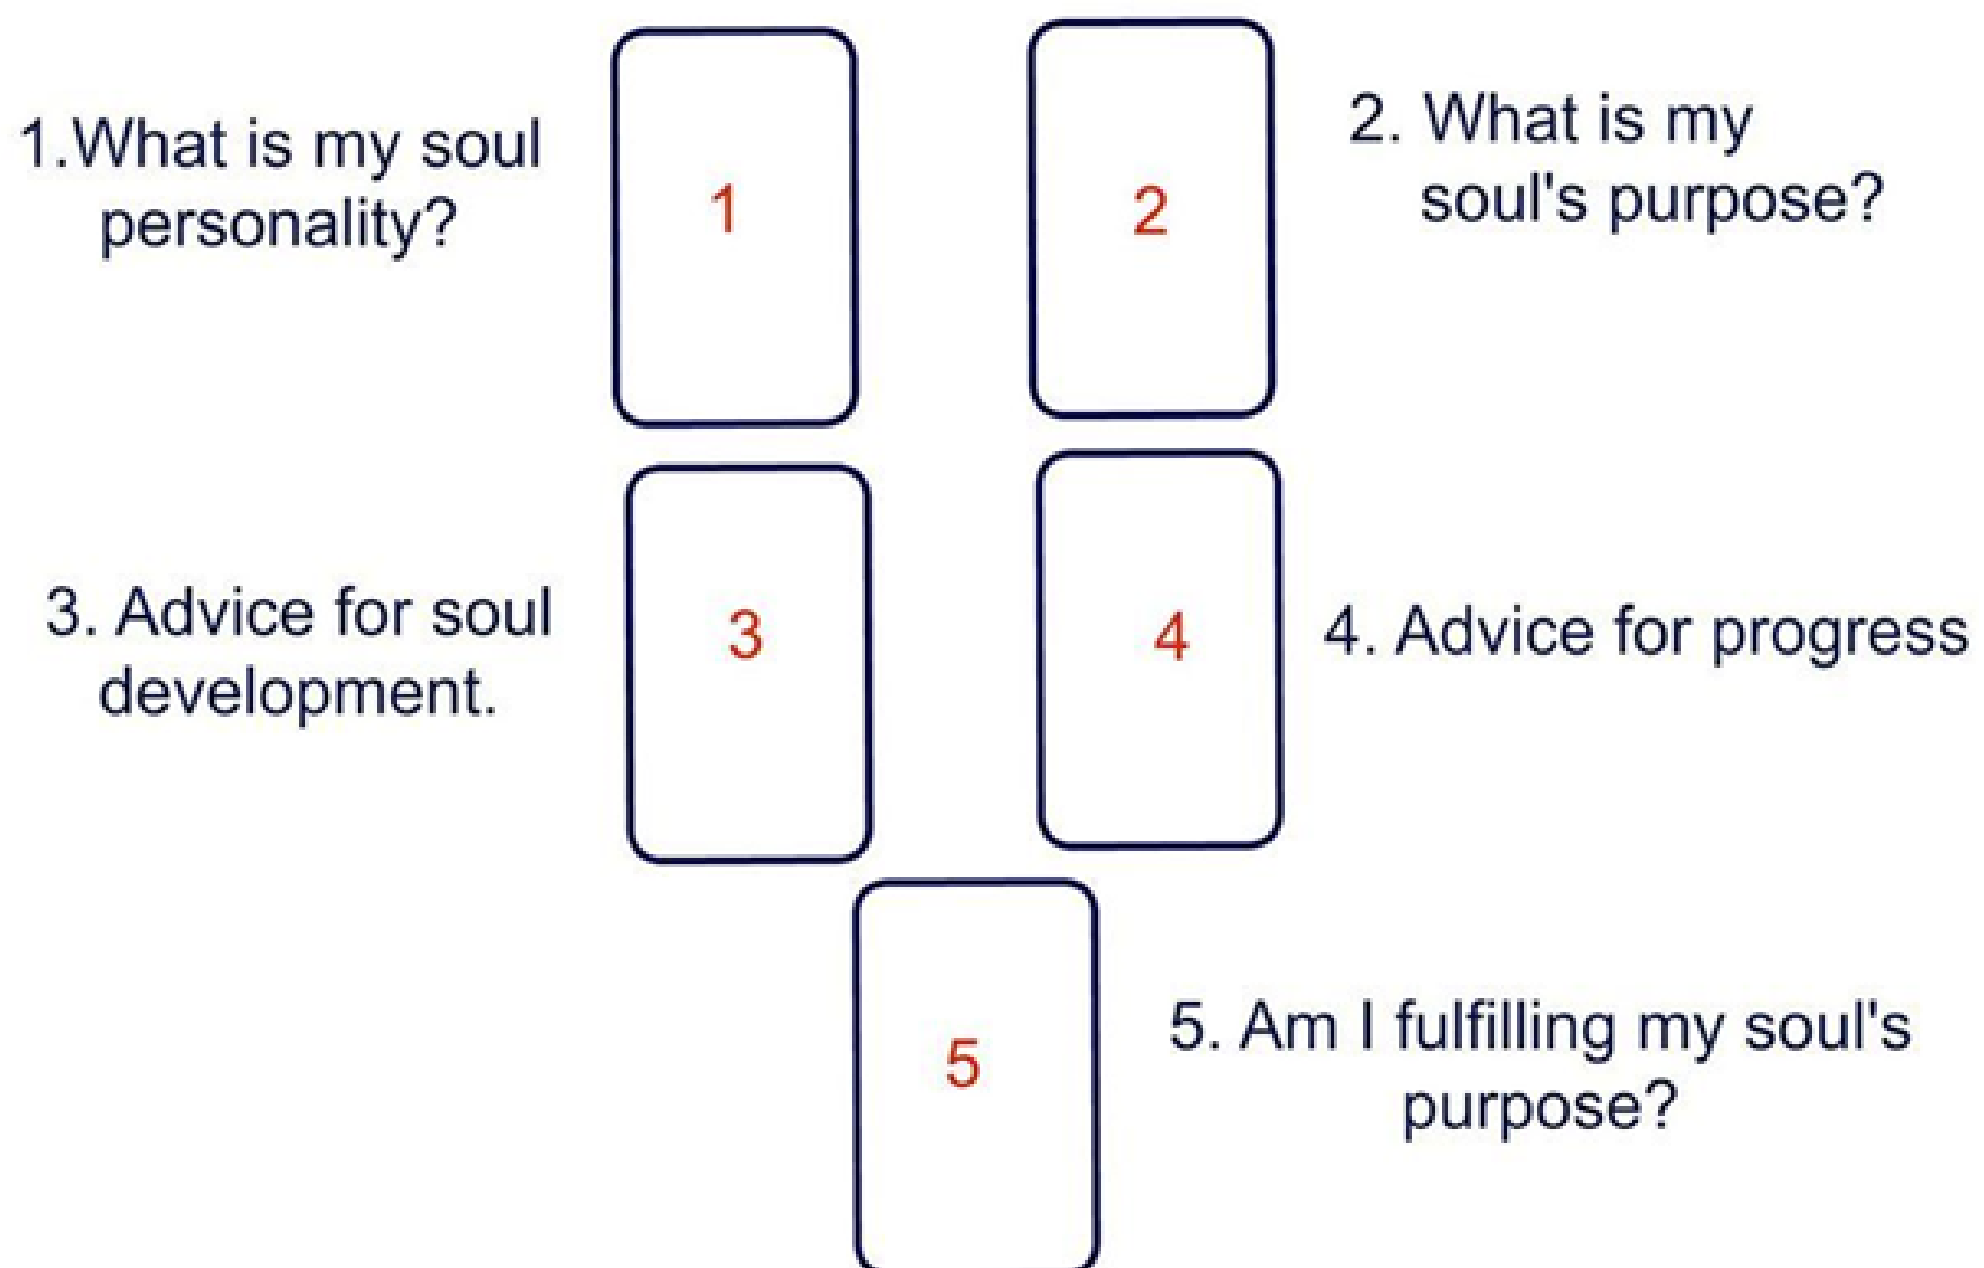 1.What is my soul
personality?
1
2
2. What is my
soul's purpose?
3. Advice for soul
development.
3
4
4. Advice for progress
5
5. Am I fulfilling my soul's
purpose?